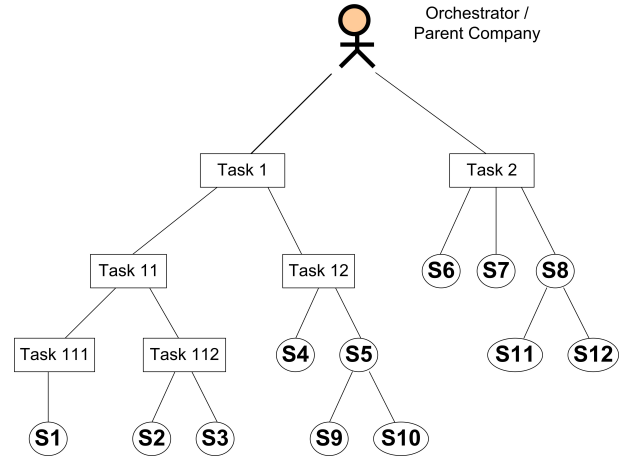 Orchestrator /
Parent Company
Task 1
Task 2
Task 11
Task 12
S6
S7
S8
Task 111
Task 112
S4
S5
S11
S12
S1
S2
S3
S9
S10